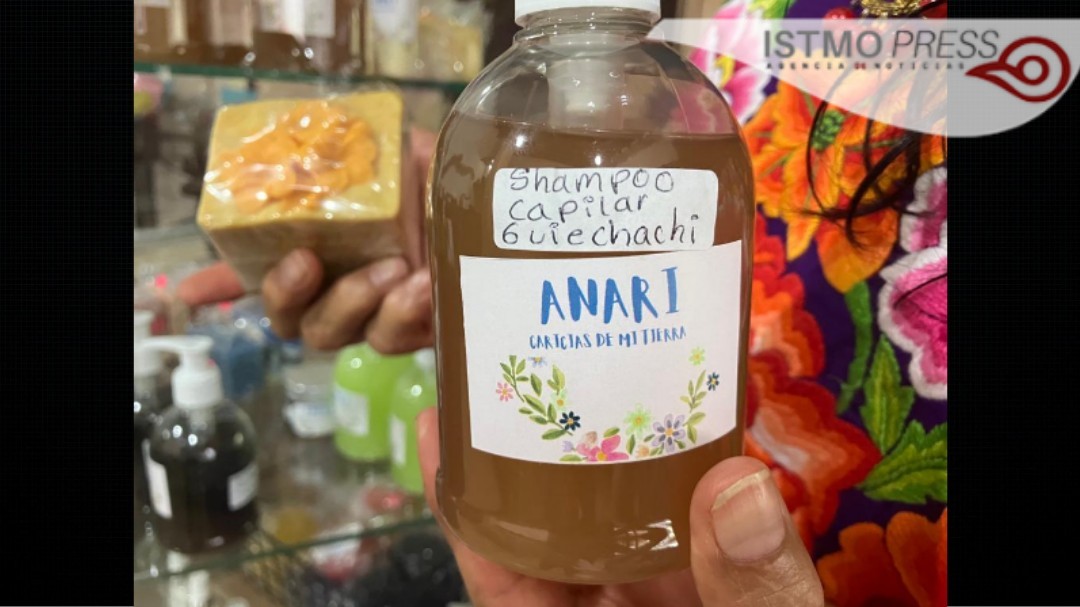 ISTMO PRESS
AGENCIA DE NOTICIAS
Shampoo
capilar
Guiechachi
ANARI
CARICIAS DE MI TIERRA